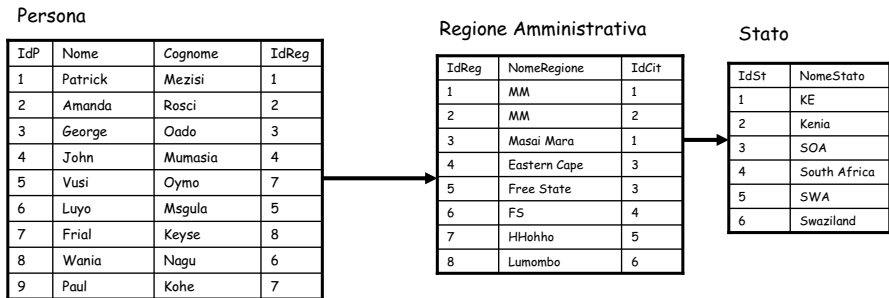 Persona
IdP Nome Cognome IdReg
1 Patrick Mezisi 1
2 Amanda Rosci 2
3 George Oado 3
4 John Mumasia 4
5 Vusi Oymo 7
6 Luyo Msgula 5
7 Frial Keyse 8
8 Wania Nagu 6
9 Paul Kohe 7
Regione Amministrativa
IdReg NomeRegione IdCit
1 MM 1
2 MM 2
3 Masai Mara 1
4 Eastern Cape 3
5 Free State 3
6 FS 4
7 HHohho 5
8 Lumombo 6
Stato
IdSt NomeStato
1 KE
2 Kenia
3 SOA
4 South Africa
5 SWA
6 Swaziland